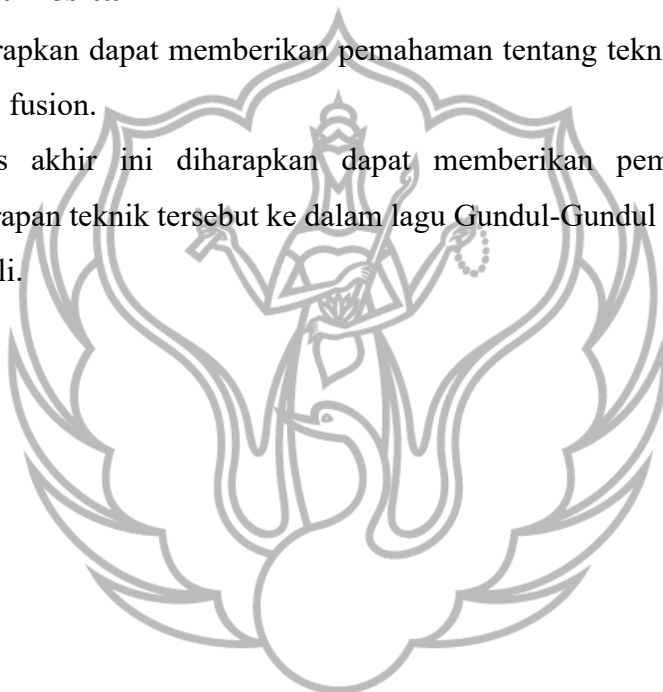 rapkan dapat memberikan pemahaman tentang tekn
fusion.
s akhir ini diharapkan dapat memberikan pem
rapan teknik tersebut ke dalam lagu Gundul-Gundul
li.